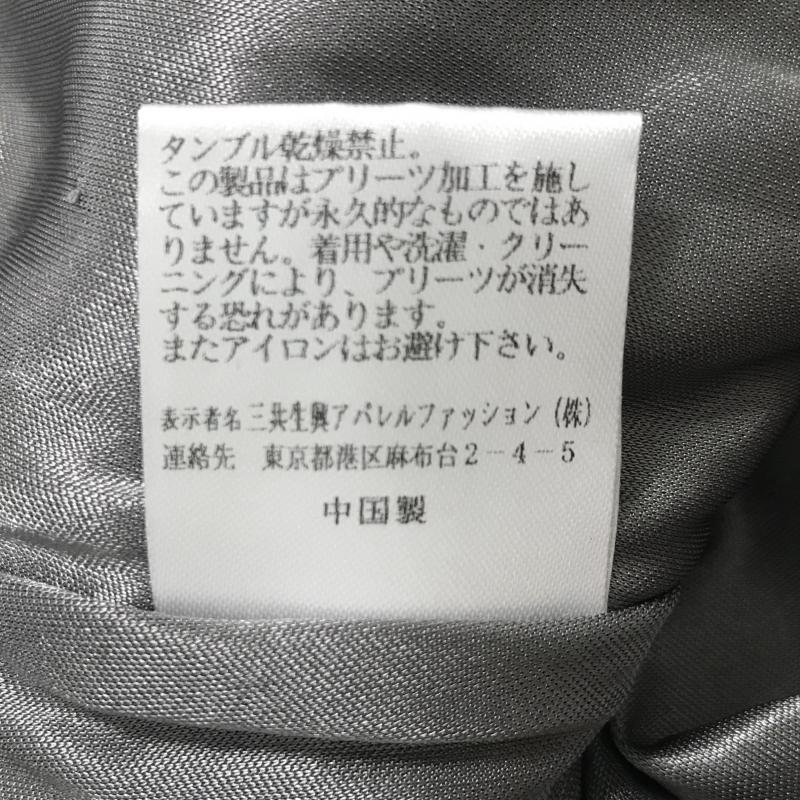 タンブル乾燥禁止。
この製品はプリーツ加工を施し
ていますが永久的なものではあ
りません。着用や洗濯・クリー
ニングにより、プリーツが消失
する恐れがあります。
またアイロンはお避け下さい。
表示者名 三共生興アパレルファッション(株)
連絡先 東京都港区麻布台2-4-5
中国製